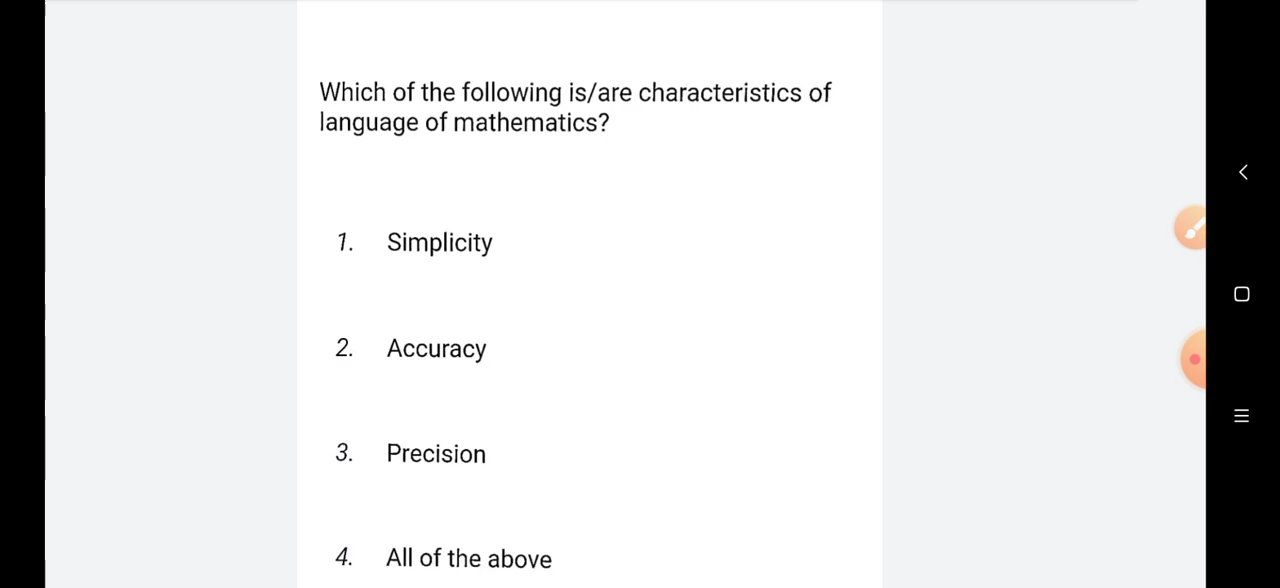 Which of the following is/are characteristics of
language of mathematics?
1. Simplicity
2. Accuracy
3. Precision
4. All of the above